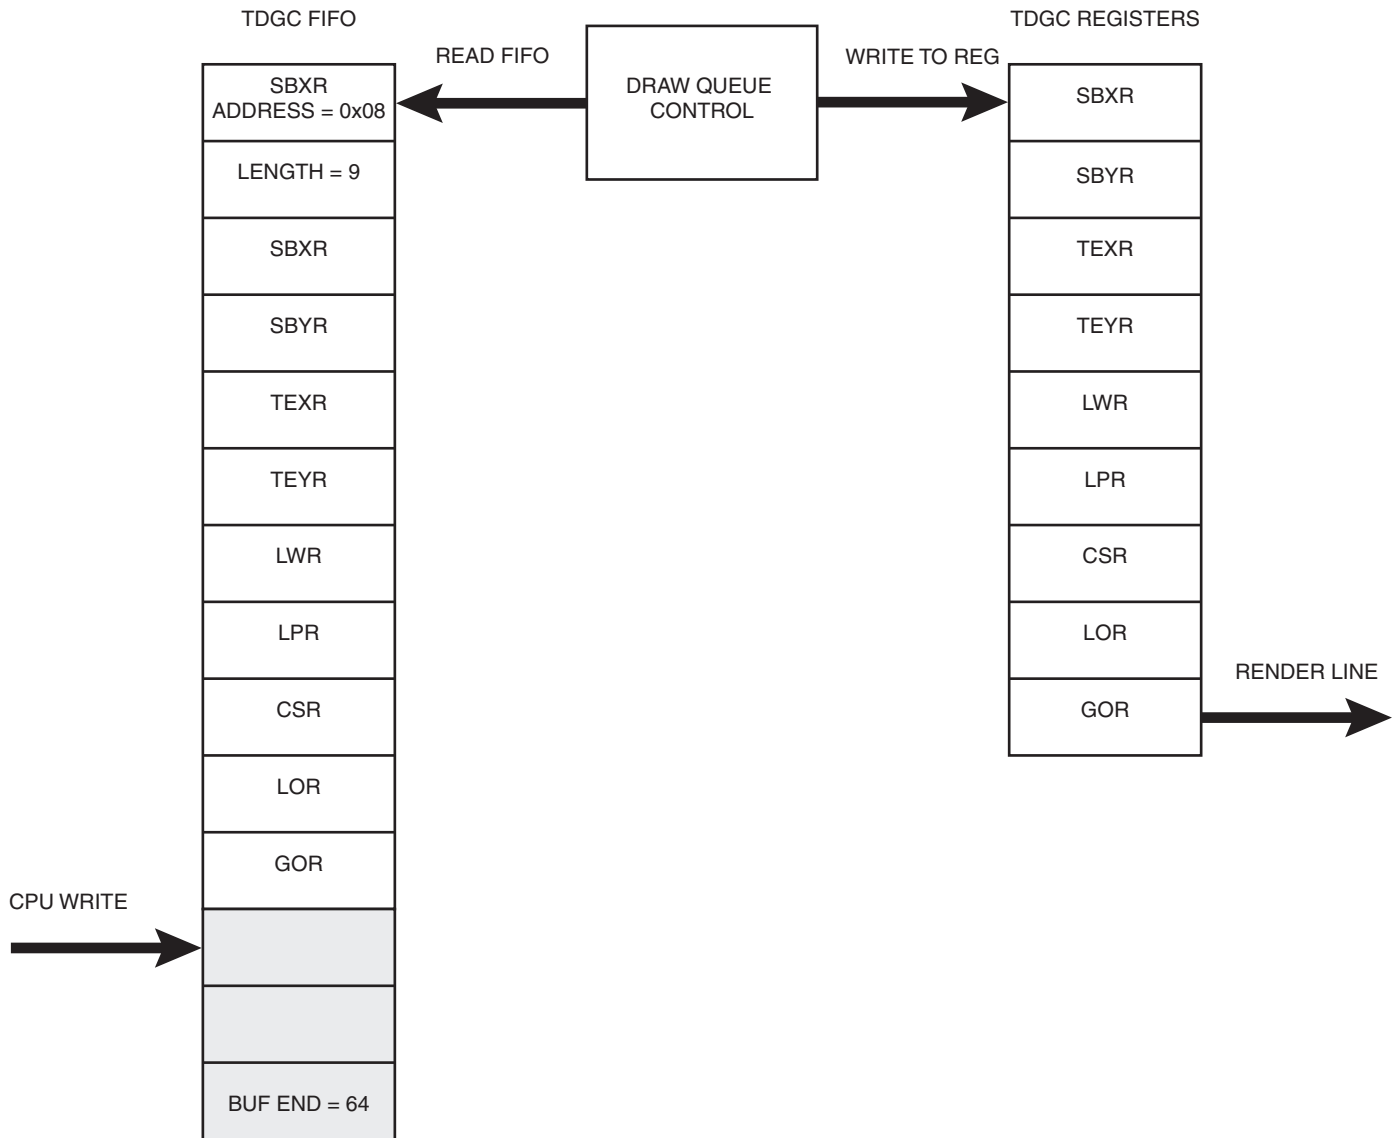 TDGC FIFO
TDGC REGISTERS
READ FIFO
WRITE TO REG
DRAW QUEUE
CONTROL
SBXR
ADDRESS = 0x08
LENGTH = 9
SBXR
SBYR
TEXR
TEYR
LWR
LPR
CSR
LOR
GOR
BUF END = 64
CPU WRITE
SBXR
SBYR
TEXR
TEYR
LWR
LPR
CSR
LOR
GOR
RENDER LINE